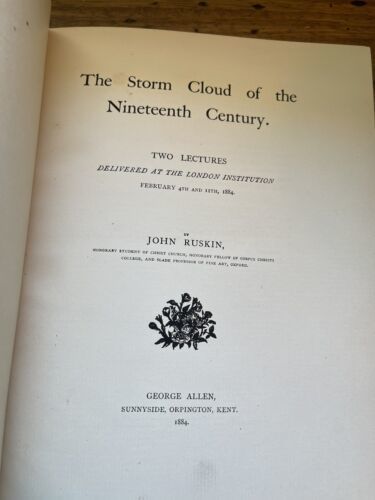 The Storm Cloud of the
Nineteenth Century.
TWO LECTURES
DELIVERED AT THE LONDON INSTITUTION
FEBRUARY 4TH AND 11TH, 1884.
BY
JOHN RUSKIN,
HONORARY STUDENT OF CHRIST CHURCH, HONORARY FELLOW OF CORPUS CHRISTI
COLLEGE, AND SLADE PROFESSOR OF FINE ART, OXFORD.
GEORGE ALLEN,
SUNNYSIDE, ORPINGTON, KENT.
1884.